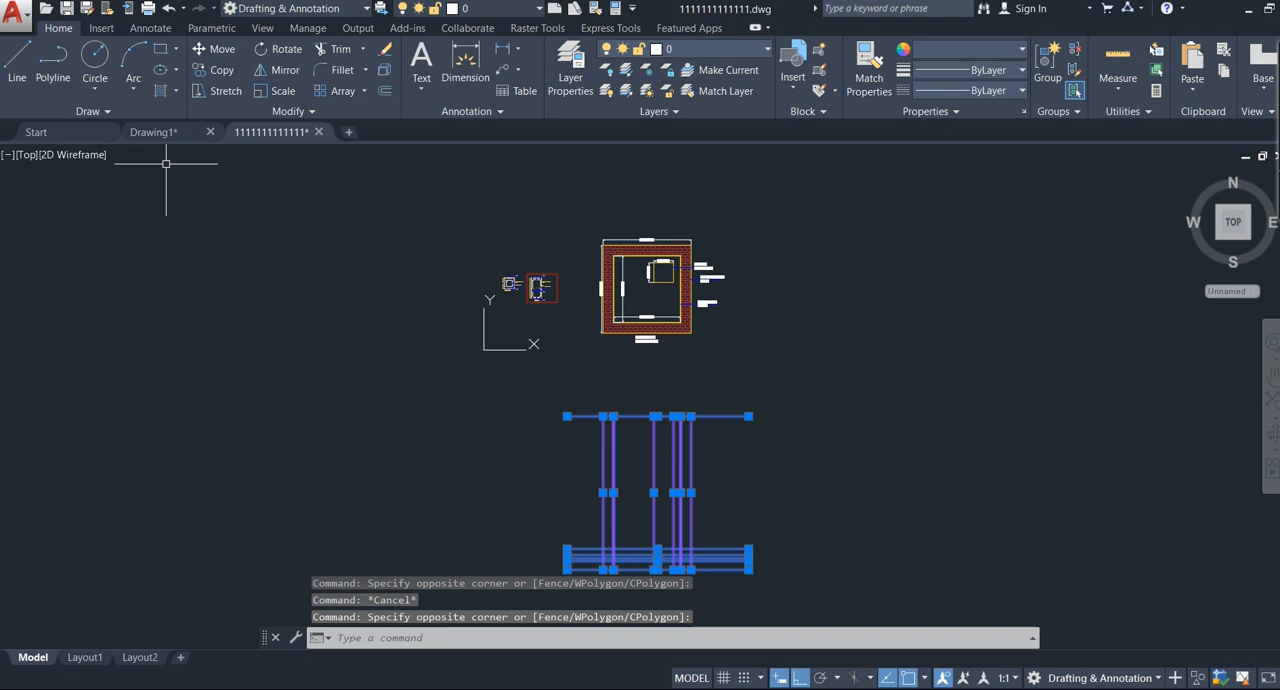 Drafting & Annotation
0
1111111111111.dwg
Type a keyword or phrase
Sign In
Home Insert Annotate Parametric View Manage Output Add-ins Collaborate Raster Tools Express Tools Featured Apps
Line Polyline Circle Arc
Move Rotate Trim
Copy Mirror Fillet
Stretch Scale Array
Text Dimension Table
Layer Properties
0
Make Current
Match Layer
Insert
Match Properties
ByLayer
ByLayer
Group
Measure
Paste
Base
Draw Modify Annotation Layers Block Properties Groups Utilities Clipboard View
Start Drawing1* 1111111111111*
[−][Top][2D Wireframe]
N
W TOP E
S
Unnamed
Y
X
Command: Specify opposite corner or [Fence/WPolygon/CPolygon]:
Command: *Cancel*
Command: Specify opposite corner or [Fence/WPolygon/CPolygon]:
Type a command
Model Layout1 Layout2 +
MODEL 1:1 Drafting & Annotation